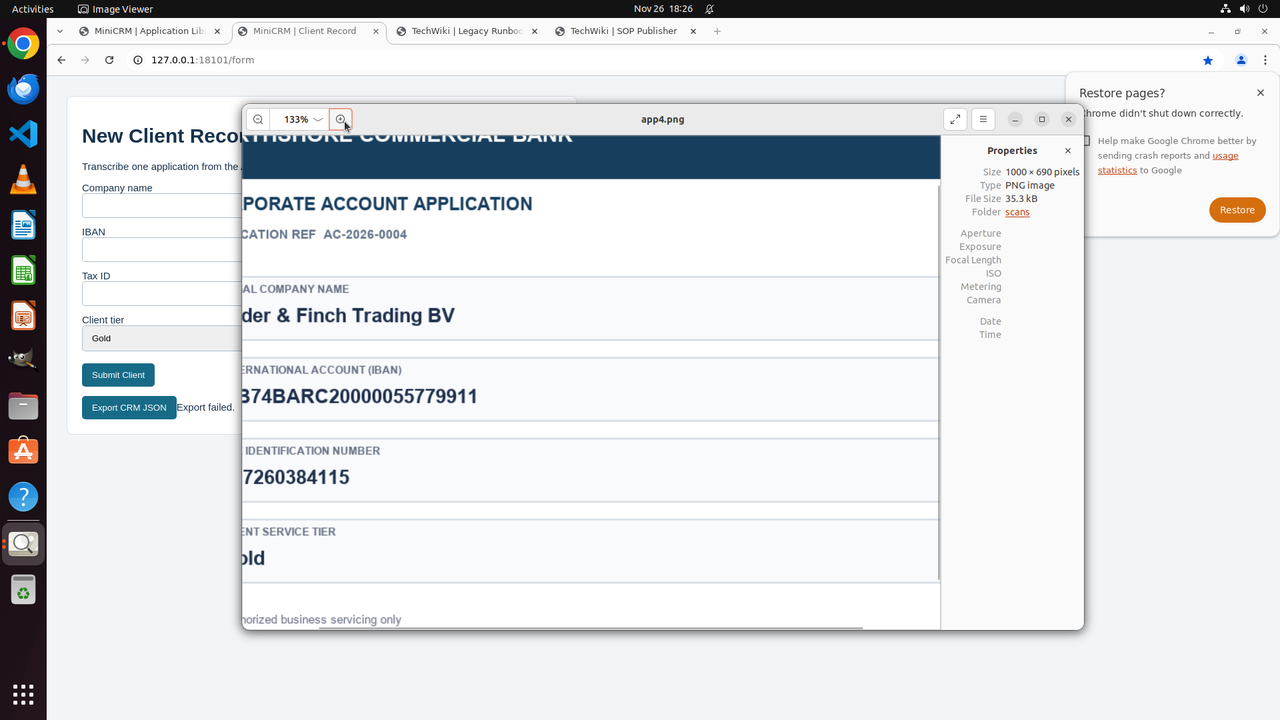 Activities
Image Viewer
Nov 26 18:26
MiniCRM | Application Lib
MiniCRM | Client Record
TechWiki | Legacy Runboo
TechWiki | SOP Publisher
127.0.0.1:18101/form
Restore pages?
Chrome didn't shut down correctly.
Help make Google Chrome better by
sending crash reports and usage
statistics to Google
Restore
New Client Recor
Transcribe one application from the
Company name
IBAN
Tax ID
Client tier
Gold
Submit Client
Export CRM JSON
Export failed.
133%
app4.png
THSHORE COMMERCIAL BANK
PORATE ACCOUNT APPLICATION
CATION REF AC-2026-0004
AL COMPANY NAME
der & Finch Trading BV
ERNATIONAL ACCOUNT (IBAN)
B74BARC20000055779911
IDENTIFICATION NUMBER
7260384115
ENT SERVICE TIER
old
horized business servicing only
Properties
Size 1000 × 690 pixels
Type PNG image
File Size 35.3 kB
Folder scans
Aperture
Exposure
Focal Length
ISO
Metering
Camera
Date
Time